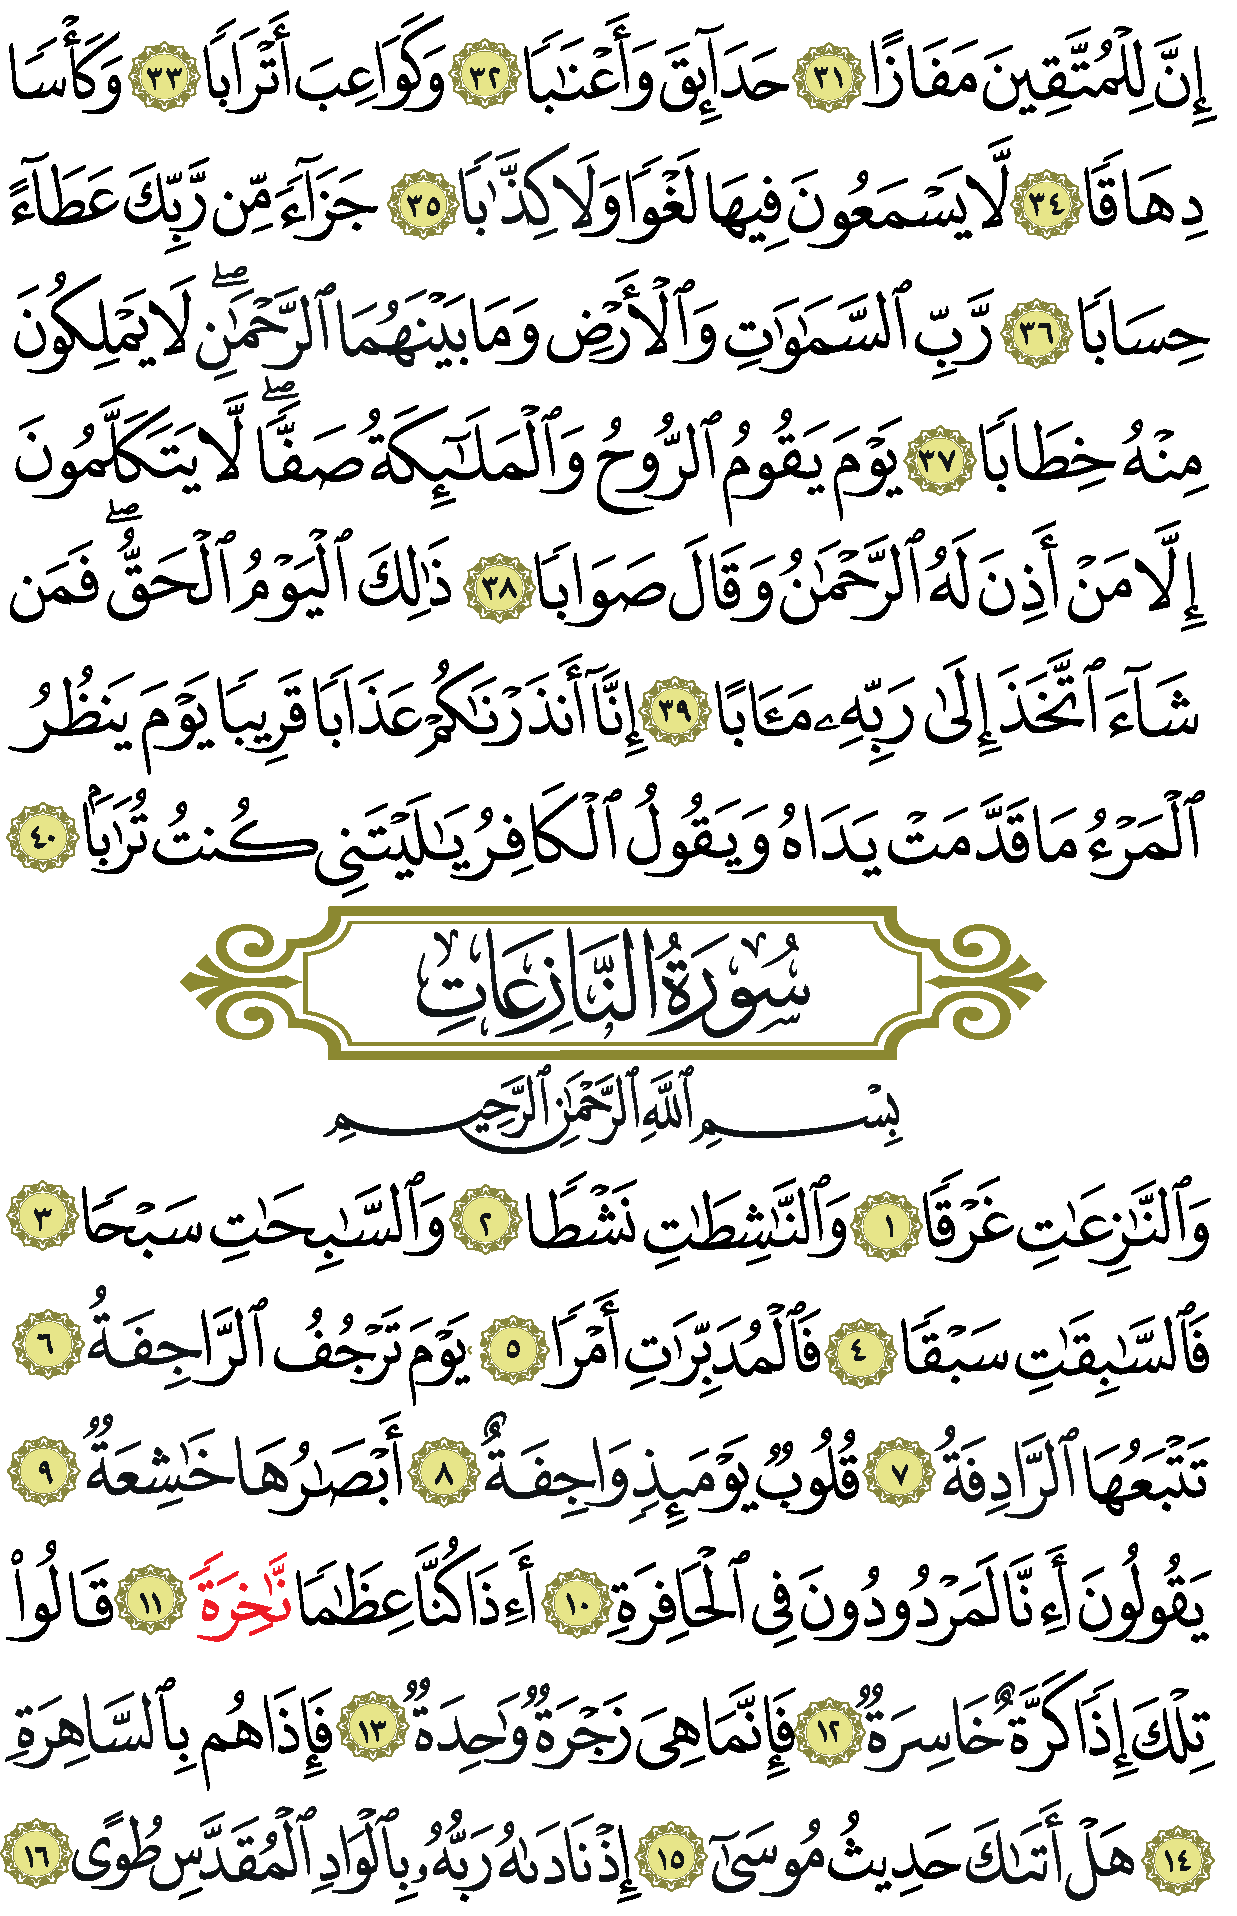 إِنَّ لِلْمُتَّقِينَ مَفَازًا ٣١ حَدَآئِقَ وَأَعْنَٰبًا ٣٢ وَكَوَاعِبَ أَتْرَابًا ٣٣ وَكَأْسًا
دِهَاقًا ٣٤ لَّا يَسْمَعُونَ فِيهَا لَغْوًا وَلَا كِذَّٰبًا ٣٥ جَزَآءً مِّن رَّبِّكَ عَطَآءً
حِسَابًا ٣٦ رَّبِّ ٱلسَّمَٰوَٰتِ وَٱلْأَرْضِ وَمَا بَيْنَهُمَا ٱلرَّحْمَٰنِ ۖ لَا يَمْلِكُونَ
مِنْهُ خِطَابًا ٣٧ يَوْمَ يَقُومُ ٱلرُّوحُ وَٱلْمَلَٰٓئِكَةُ صَفًّا ۖ لَّا يَتَكَلَّمُونَ
إِلَّا مَنْ أَذِنَ لَهُ ٱلرَّحْمَٰنُ وَقَالَ صَوَابًا ٣٨ ذَٰلِكَ ٱلْيَوْمُ ٱلْحَقُّ ۖ فَمَن
شَآءَ ٱتَّخَذَ إِلَىٰ رَبِّهِۦ مَـَٔابًا ٣٩ إِنَّآ أَنذَرْنَٰكُمْ عَذَابًا قَرِيبًا يَوْمَ يَنظُرُ
ٱلْمَرْءُ مَا قَدَّمَتْ يَدَاهُ وَيَقُولُ ٱلْكَافِرُ يَٰلَيْتَنِى كُنتُ تُرَٰبًۢا ٤٠
سُورَةُ النَّازِعَاتِ
بِسْمِ ٱللَّهِ ٱلرَّحْمَٰنِ ٱلرَّحِيمِ
وَٱلنَّٰزِعَٰتِ غَرْقًا ١ وَٱلنَّٰشِطَٰتِ نَشْطًا ٢ وَٱلسَّٰبِحَٰتِ سَبْحًا ٣
فَٱلسَّٰبِقَٰتِ سَبْقًا ٤ فَٱلْمُدَبِّرَٰتِ أَمْرًا ٥ يَوْمَ تَرْجُفُ ٱلرَّاجِفَةُ ٦
تَتْبَعُهَا ٱلرَّادِفَةُ ٧ قُلُوبٌ يَوْمَئِذٍ وَاجِفَةٌ ٨ أَبْصَٰرُهَا خَٰشِعَةٌ ٩
يَقُولُونَ أَءِنَّا لَمَرْدُودُونَ فِى ٱلْحَافِرَةِ ١٠ أَءِذَا كُنَّا عِظَٰمًا نَّٰخِرَةً ١١ قَالُوا۟
تِلْكَ إِذًا كَرَّةٌ خَاسِرَةٌ ١٢ فَإِنَّمَا هِىَ زَجْرَةٌ وَٰحِدَةٌ ١٣ فَإِذَا هُم بِٱلسَّاهِرَةِ
١٤ هَلْ أَتَىٰكَ حَدِيثُ مُوسَىٰٓ ١٥ إِذْ نَادَىٰهُ رَبُّهُۥ بِٱلْوَادِ ٱلْمُقَدَّسِ طُوًى ١٦